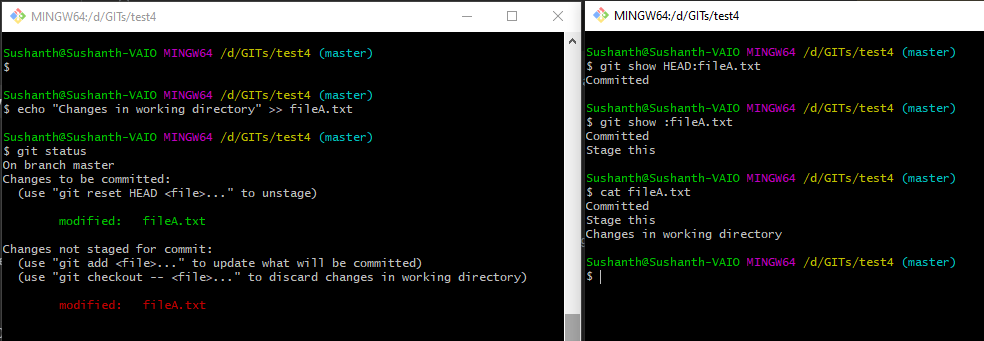 MINGW64:/d/GITs/test4
Sushanth@Sushanth-VAIO MINGW64 /d/GITs/test4 (master)
$
Sushanth@Sushanth-VAIO MINGW64 /d/GITs/test4 (master)
$ echo "Changes in working directory" >> fileA.txt
Sushanth@Sushanth-VAIO MINGW64 /d/GITs/test4 (master)
$ git status
On branch master
Changes to be committed:
  (use "git reset HEAD <file>..." to unstage)
        modified:   fileA.txt
Changes not staged for commit:
  (use "git add <file>..." to update what will be committed)
  (use "git checkout -- <file>..." to discard changes in working directory)
        modified:   fileA.txt
MINGW64:/d/GITs/test4
Sushanth@Sushanth-VAIO MINGW64 /d/GITs/test4 (master)
$ git show HEAD:fileA.txt
Committed
Sushanth@Sushanth-VAIO MINGW64 /d/GITs/test4 (master)
$ git show :fileA.txt
Committed
Stage this
Sushanth@Sushanth-VAIO MINGW64 /d/GITs/test4 (master)
$ cat fileA.txt
Committed
Stage this
Changes in working directory
Sushanth@Sushanth-VAIO MINGW64 /d/GITs/test4 (master)
$